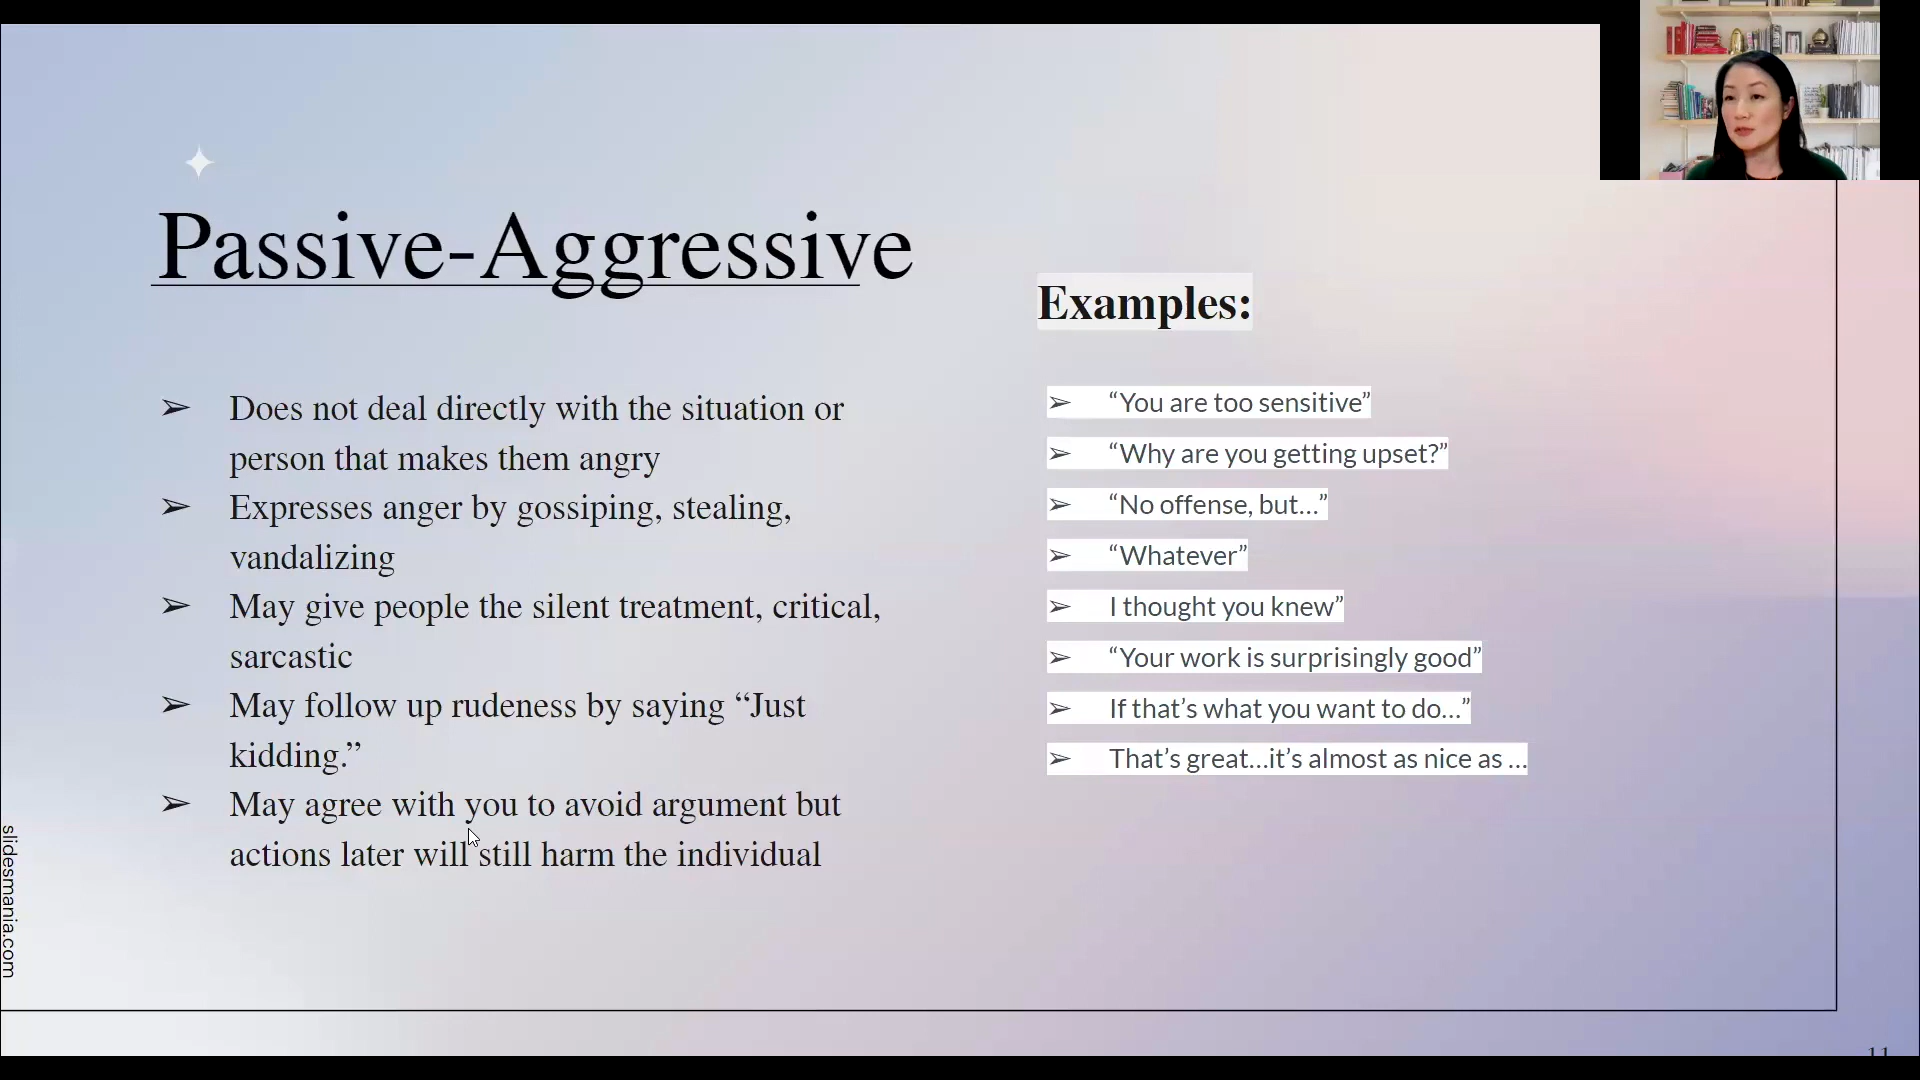 Passive-Aggressive
➢ Does not deal directly with the situation or
person that makes them angry
➢ Expresses anger by gossiping, stealing,
vandalizing
➢ May give people the silent treatment, critical,
sarcastic
➢ May follow up rudeness by saying “Just
kidding.”
➢ May agree with you to avoid argument but
actions later will still harm the individual
Examples:
➢ “You are too sensitive”
➢ “Why are you getting upset?”
➢ “No offense, but…”
➢ “Whatever”
➢ I thought you knew”
➢ “Your work is surprisingly good”
➢ If that’s what you want to do…”
➢ That’s great…it’s almost as nice as …
slidesmania.com
11